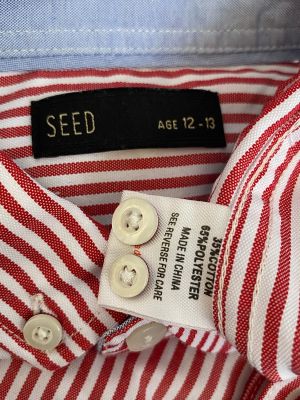 SEED
AGE 12 - 13
35%COTTON
65%POLYESTER
MADE IN CHINA
SEE REVERSE FOR CARE